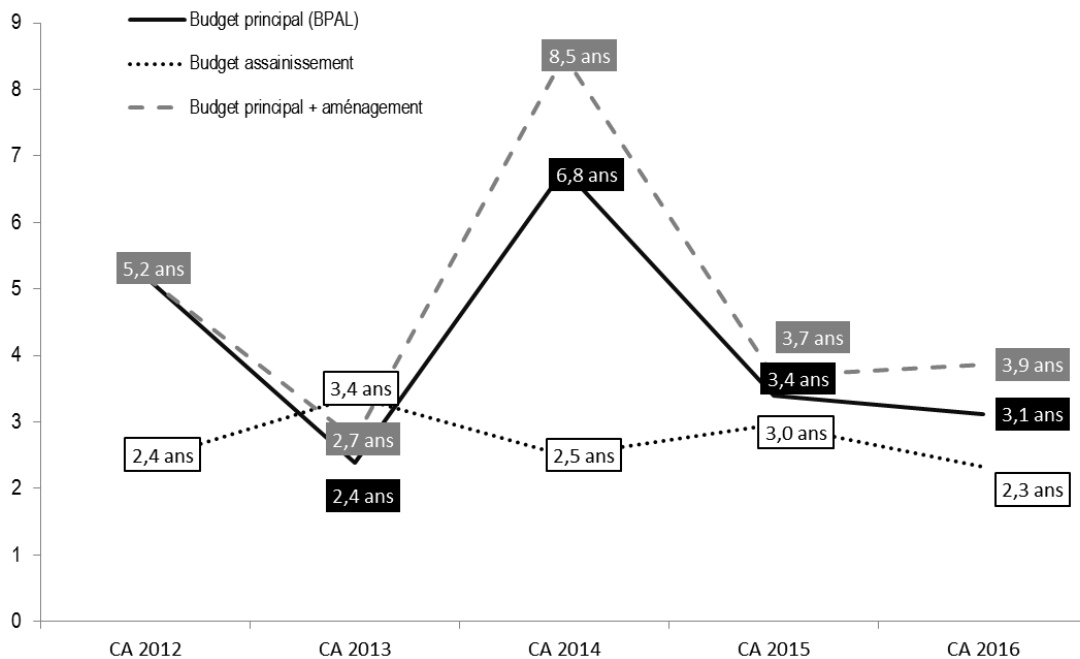 9
Budget principal (BPAL)
Budget assainissement
Budget principal + aménagement
8
7
6
5
4
3
2
1
0
8,5 ans
6,8 ans
5,2 ans
3,7 ans
3,4 ans
3,9 ans
3,4 ans
3,1 ans
2,7 ans
2,4 ans
2,5 ans
3,0 ans
2,4 ans
2,3 ans
CA 2012
CA 2013
CA 2014
CA 2015
CA 2016